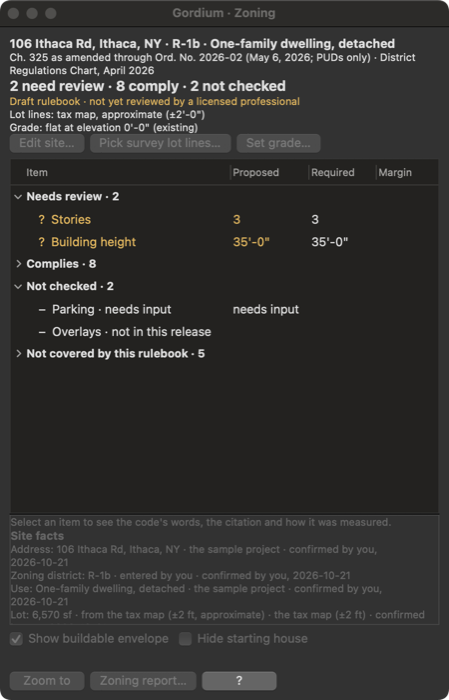 Gordium · Zoning
106 Ithaca Rd, Ithaca, NY · R-1b · One-family dwelling, detached
Ch. 325 as amended through Ord. No. 2026-02 (May 6, 2026; PUDs only) · District
Regulations Chart, April 2026
2 need review · 8 comply · 2 not checked
Draft rulebook · not yet reviewed by a licensed professional
Lot lines: tax map, approximate (±2'-0")
Grade: flat at elevation 0'-0" (existing)
Edit site... Pick survey lot lines... Set grade...
Item Proposed Required Margin
Needs review · 2
? Stories 3 3
? Building height 35'-0" 35'-0"
Complies · 8
Not checked · 2
– Parking · needs input needs input
– Overlays · not in this release
Not covered by this rulebook · 5
Select an item to see the code's words, the citation and how it was measured.
Site facts
Address: 106 Ithaca Rd, Ithaca, NY · the sample project · confirmed by you,
2026-10-21
Zoning district: R-1b · entered by you · confirmed by you, 2026-10-21
Use: One-family dwelling, detached · the sample project · confirmed by you,
2026-10-21
Lot: 6,570 sf · from the tax map (±2 ft, approximate) · the tax map (±2 ft) · confirmed
Show buildable envelope Hide starting house
Zoom to Zoning report... ?